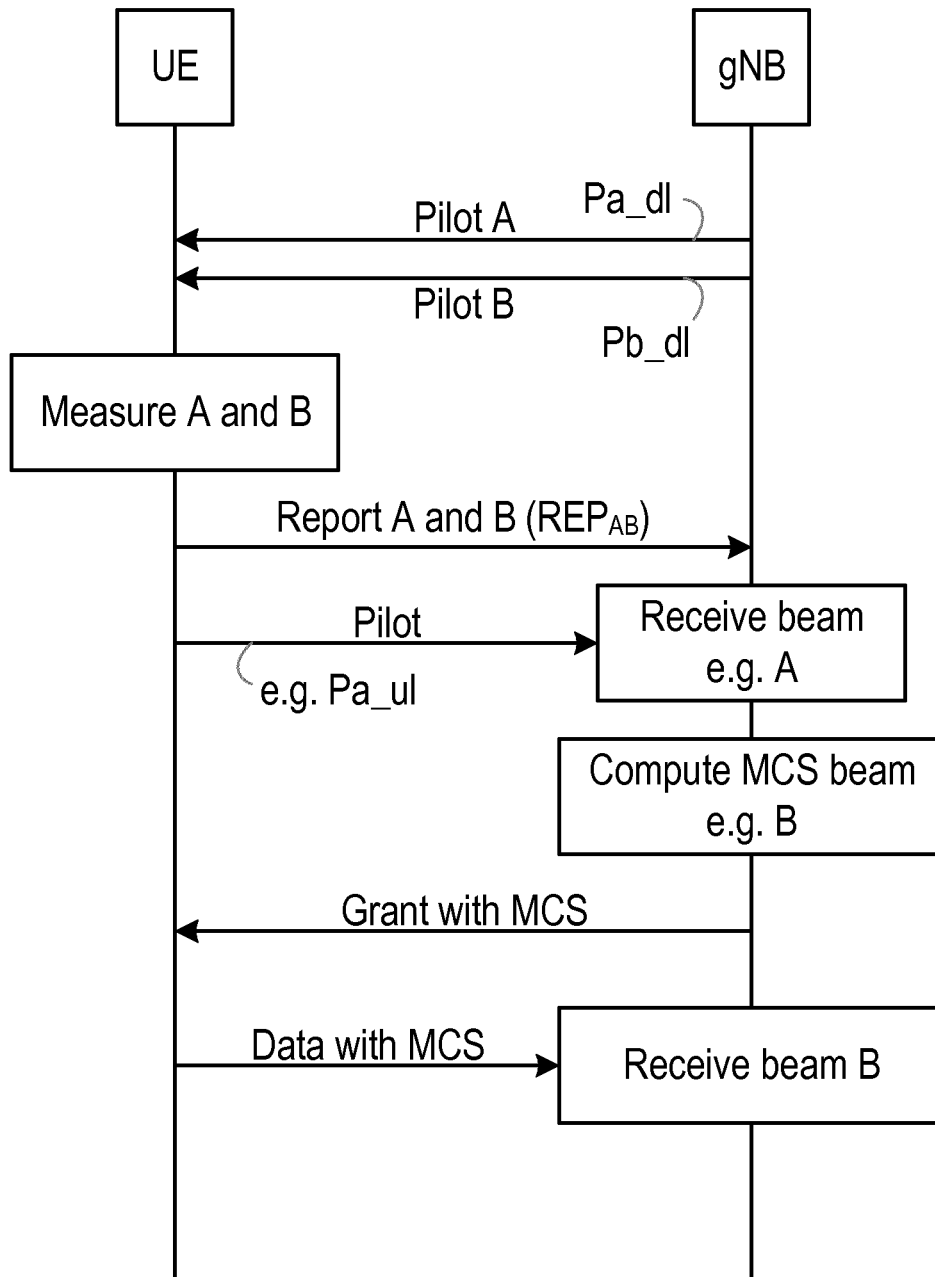 UE
gNB
Pa_dl
Pilot A
Pilot B
Pb_dl
Measure A and B
Report A and B (REPAB)
Pilot
e.g. Pa_ul
Receive beam
e.g. A
Compute MCS beam
e.g. B
Grant with MCS
Data with MCS
Receive beam B